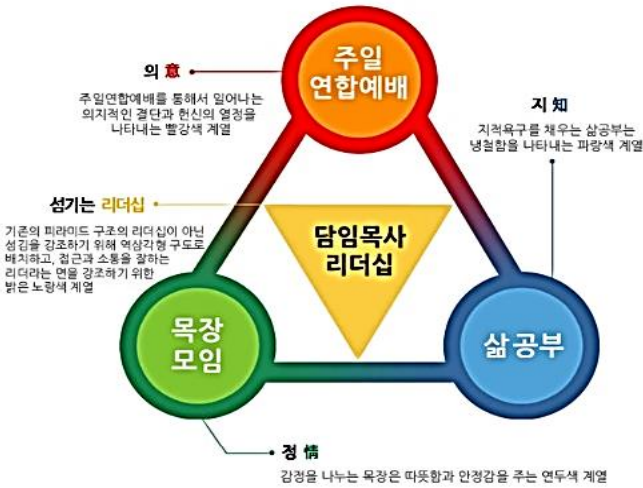 주일
연합예배
의 意
주일연합예배를 통해서 일어나는
의지적인 결단과 헌신의 열정을
나타내는 빨강색 계열
지 知
지적욕구를 채우는 삶공부는
냉철함을 나타내는 파랑색 계열
섬기는 리더십
기존의 피라미드 구조의 리더십이 아닌
섬김을 강조하기 위해 역삼각형 구도로
배치하고, 접근과 소통을 잘하는
리더라는 면을 강조하기 위한
밝은 노랑색 계열
담임목사
리더십
목장
모임
삶공부
정 情
감정을 나누는 목장은 따뜻함과 안정감을 주는 연두색 계열